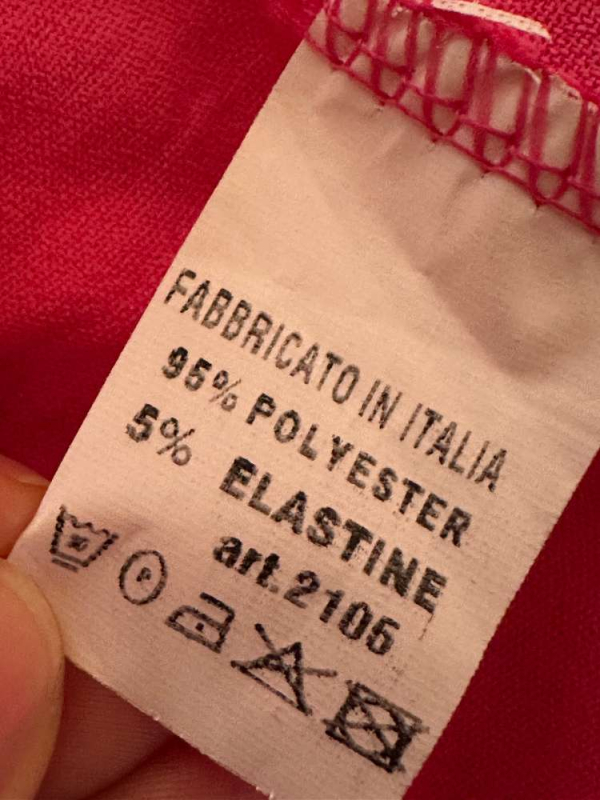 FABBRICATO IN ITALIA
95% POLYESTER
5% ELASTINE
art.2105
P